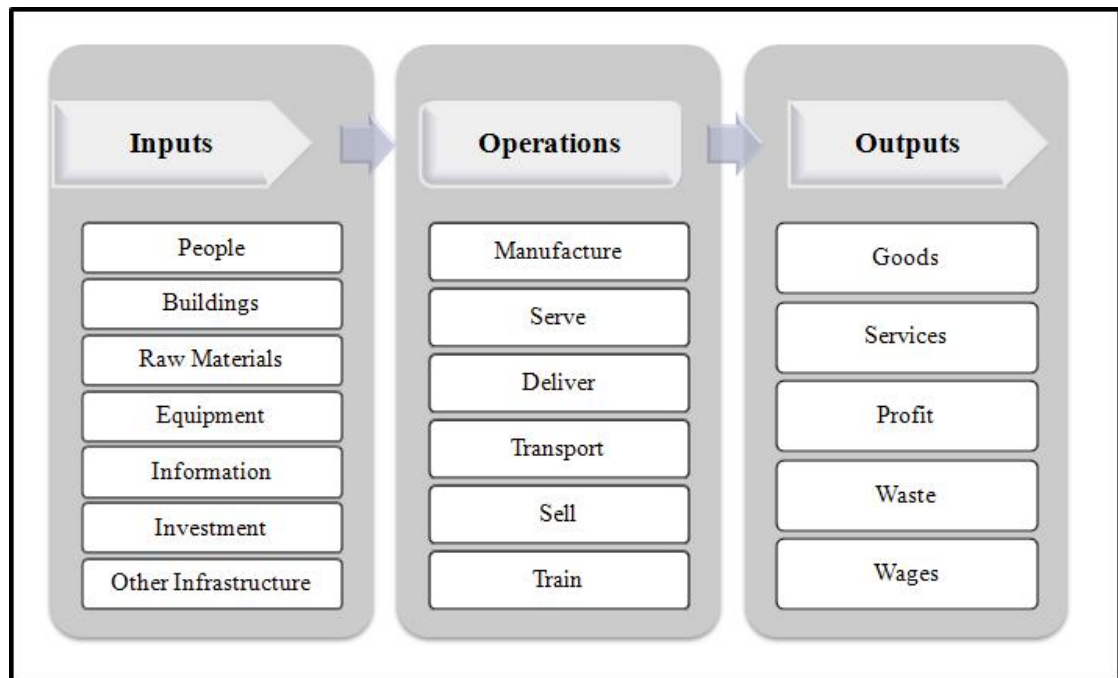 Inputs
People
Buildings
Raw Materials
Equipment
Information
Investment
Other Infrastructure
Operations
Manufacture
Serve
Deliver
Transport
Sell
Train
Outputs
Goods
Services
Profit
Waste
Wages